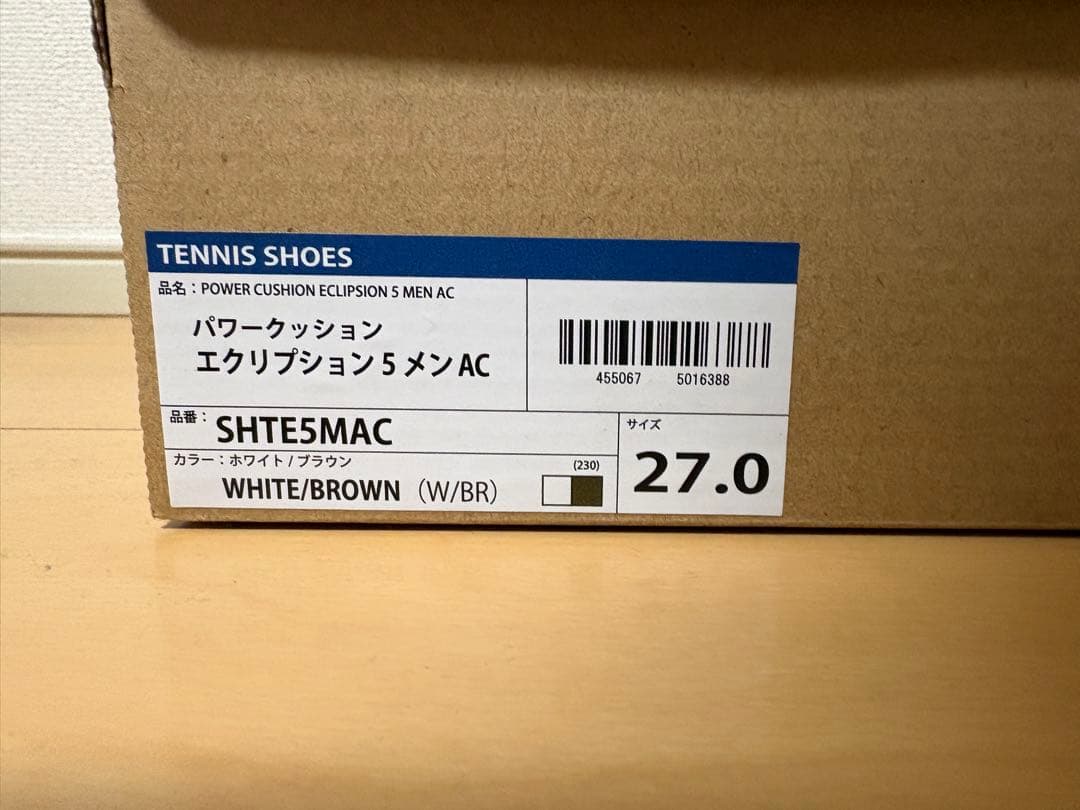 TENNIS SHOES
品名：POWER CUSHION ECLIPSION 5 MEN AC
パワークッション
エクリプション 5 メン AC
455067 5016388
品番：
SHTE5MAC
カラー：ホワイト / ブラウン
(230)
WHITE/BROWN （W/BR）
サイズ
27.0